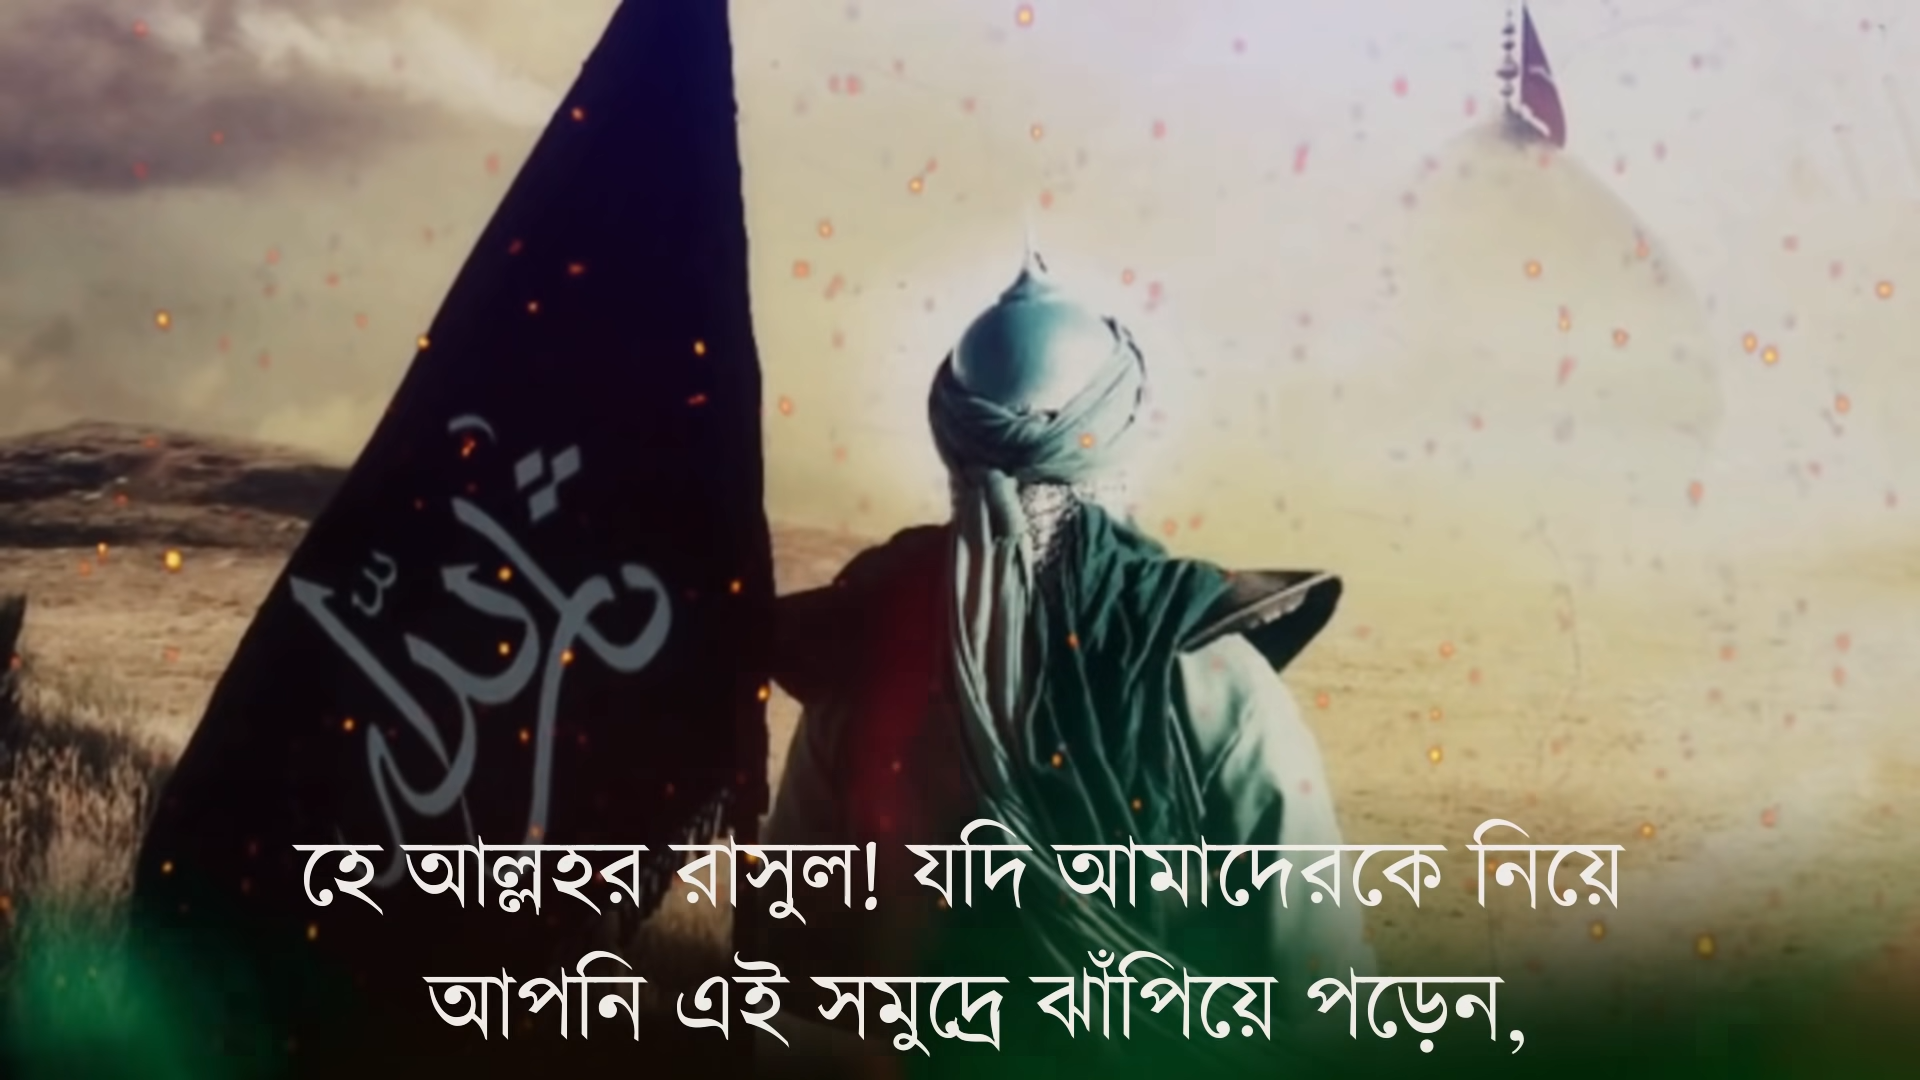 হে আল্লহর রাসুল! যদি আমাদেরকে নিয়ে
আপনি এই সমুদ্রে ঝাঁপিয়ে পড়েন,